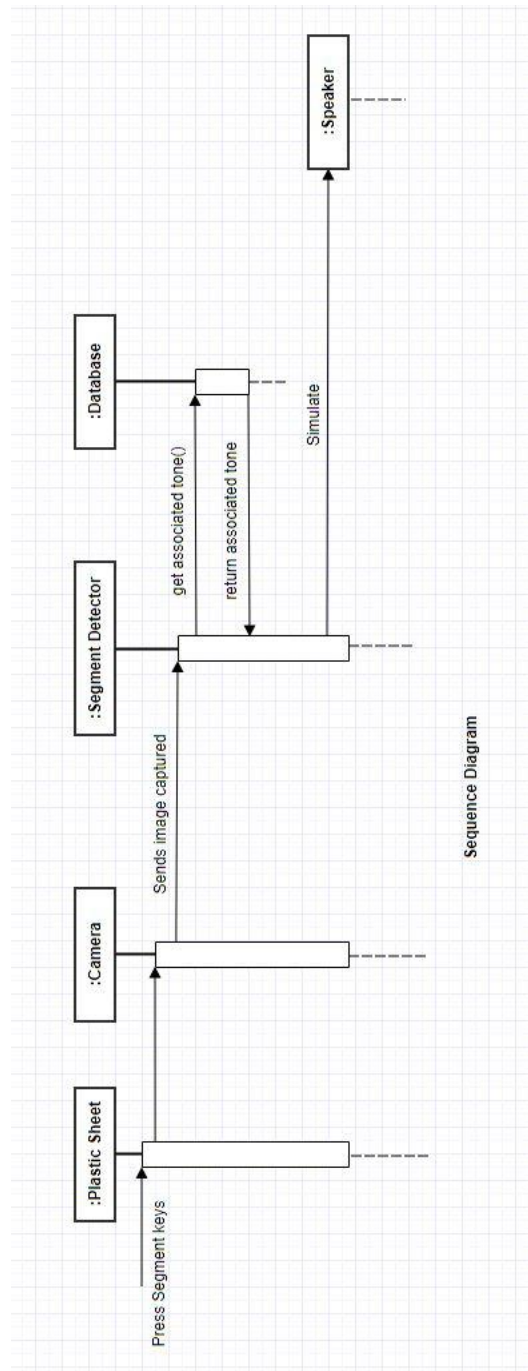 :Plastic Sheet
:Camera
:Segment Detector
:Database
:Speaker
Press Segment keys
Sends image captured
get associated tone()
return associated tone
Simulate
Sequence Diagram